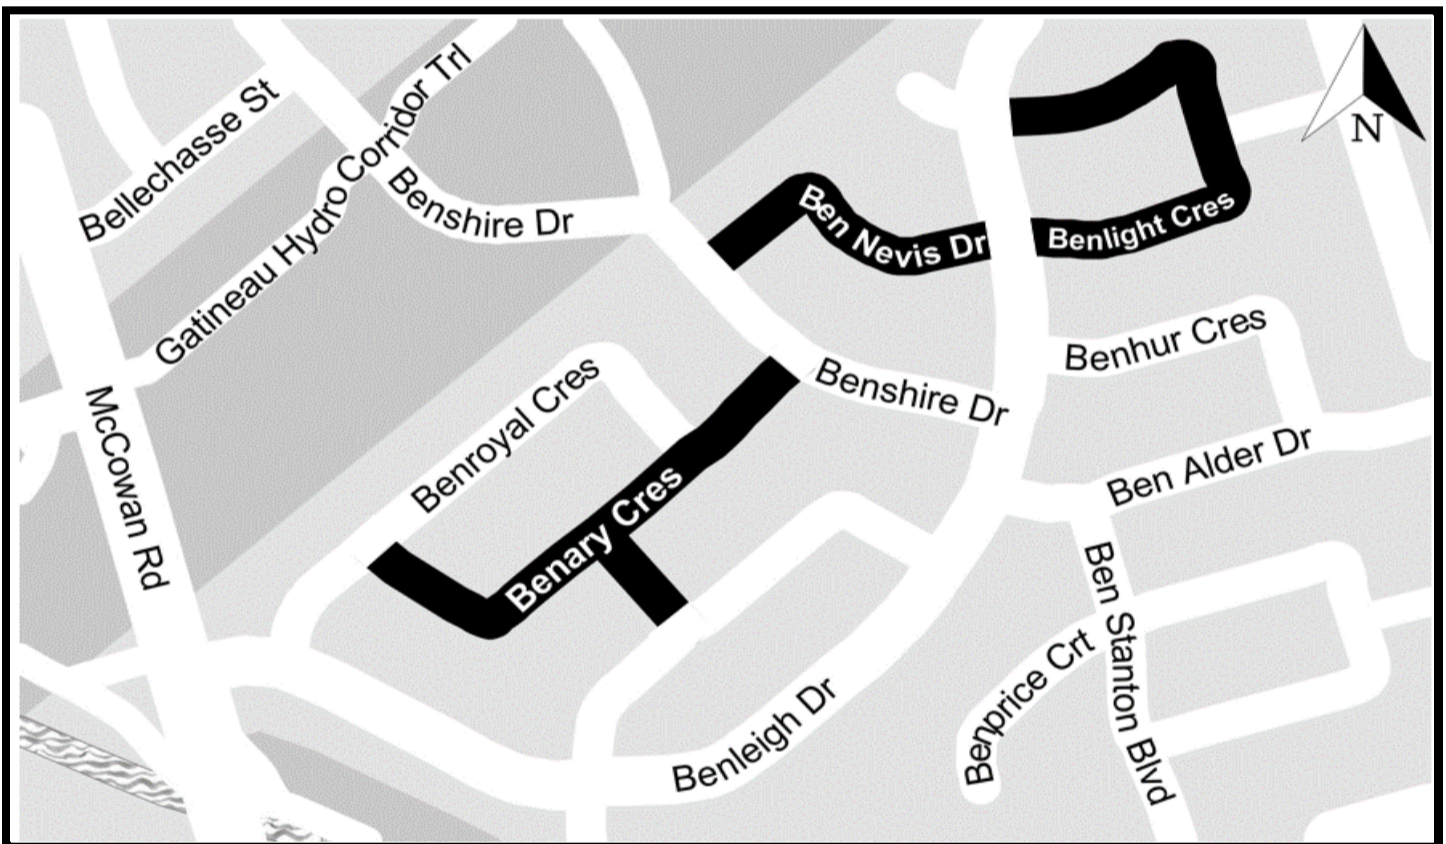 Gatineau Hydro Corridor Trl
Bellechasse St
N
Benshire Dr
Ben Nevis Dr
Benlight Cres
Benhur Cres
Benshire Dr
Benroyal Cres
McCowan Rd
Ben Alder Dr
Benary Cres
Ben Stanton Blvd
Benprice Crt
Benleigh Dr